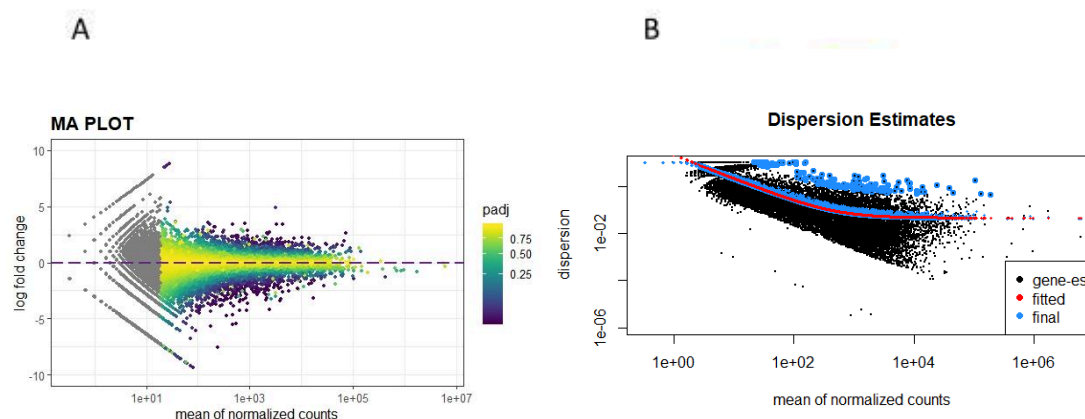 A
B
MA PLOT
10
5
0
-5
-10
log fold change
1e+01
1e+03
1e+05
1e+07
mean of normalized counts
padj
0.75
0.50
0.25
Dispersion Estimates
dispersion
1e-02
1e-06
1e+00
1e+02
1e+04
1e+06
mean of normalized counts
gene-es
fitted
final